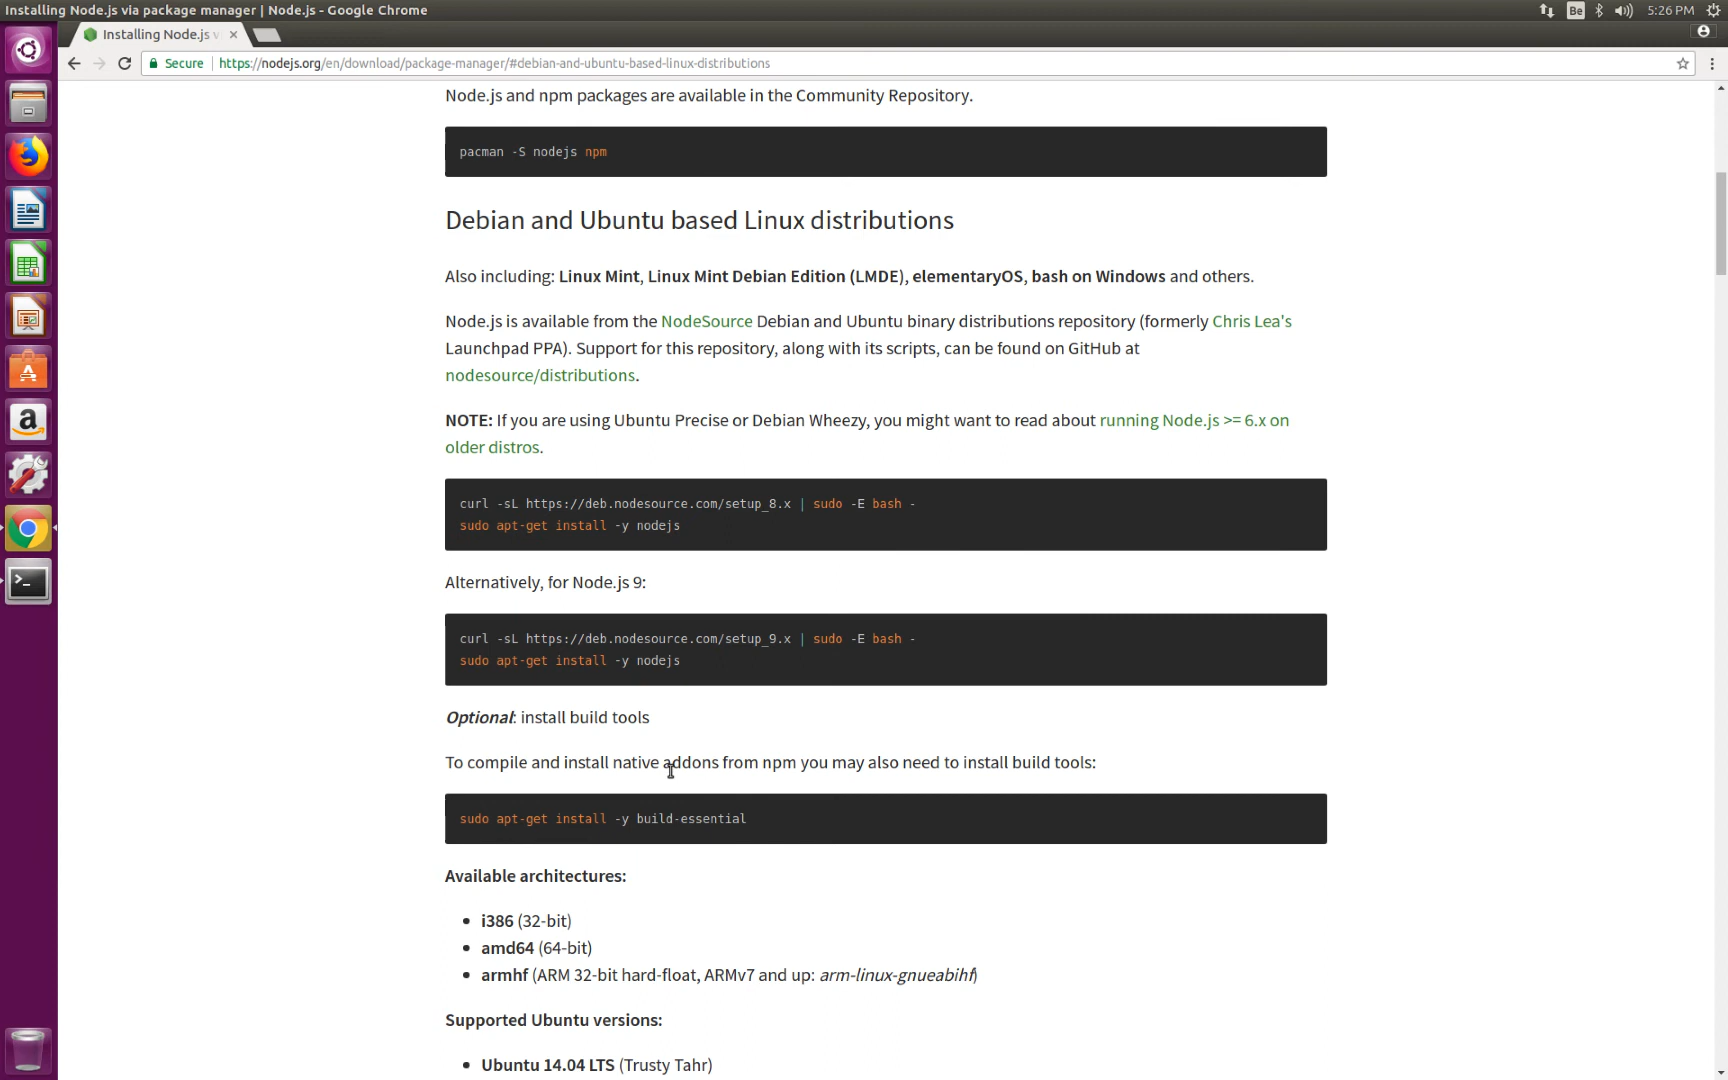 Installing Node.js via package manager | Node.js - Google Chrome
Be
5:26 PM
Installing Node.js v
Secure
https://nodejs.org/en/download/package-manager/#debian-and-ubuntu-based-linux-distributions
Node.js and npm packages are available in the Community Repository.
pacman -S nodejs npm
Debian and Ubuntu based Linux distributions
Also including: Linux Mint, Linux Mint Debian Edition (LMDE), elementaryOS, bash on Windows and others.
Node.js is available from the NodeSource Debian and Ubuntu binary distributions repository (formerly Chris Lea's
Launchpad PPA). Support for this repository, along with its scripts, can be found on GitHub at
nodesource/distributions.
NOTE: If you are using Ubuntu Precise or Debian Wheezy, you might want to read about running Node.js >= 6.x on
older distros.
curl -sL https://deb.nodesource.com/setup_8.x | sudo -E bash -
sudo apt-get install -y nodejs
Alternatively, for Node.js 9:
curl -sL https://deb.nodesource.com/setup_9.x | sudo -E bash -
sudo apt-get install -y nodejs
Optional: install build tools
To compile and install native addons from npm you may also need to install build tools:
sudo apt-get install -y build-essential
Available architectures:
i386 (32-bit)
amd64 (64-bit)
armhf (ARM 32-bit hard-float, ARMv7 and up: arm-linux-gnueabihf)
Supported Ubuntu versions:
Ubuntu 14.04 LTS (Trusty Tahr)